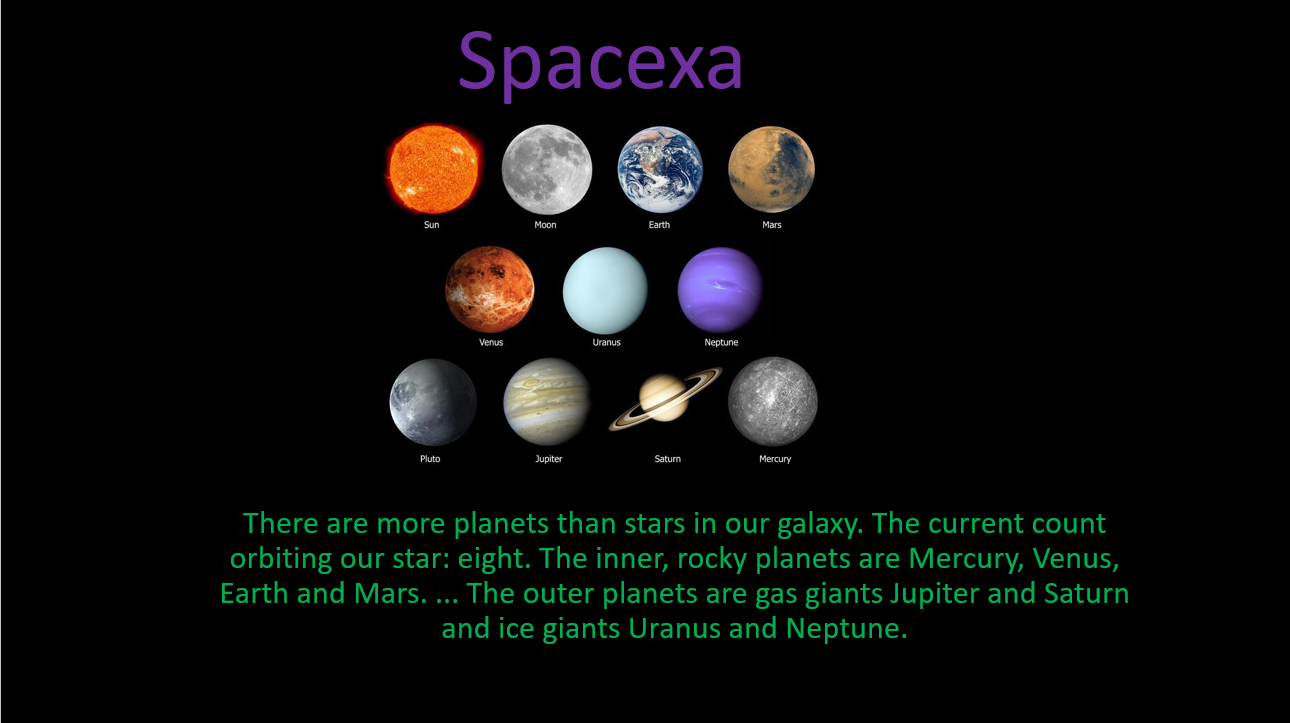 Spacexa
Sun Moon Earth Mars
Venus Uranus Neptune
Pluto Jupiter Saturn Mercury
There are more planets than stars in our galaxy. The current count
orbiting our star: eight. The inner, rocky planets are Mercury, Venus,
Earth and Mars. ... The outer planets are gas giants Jupiter and Saturn
and ice giants Uranus and Neptune.